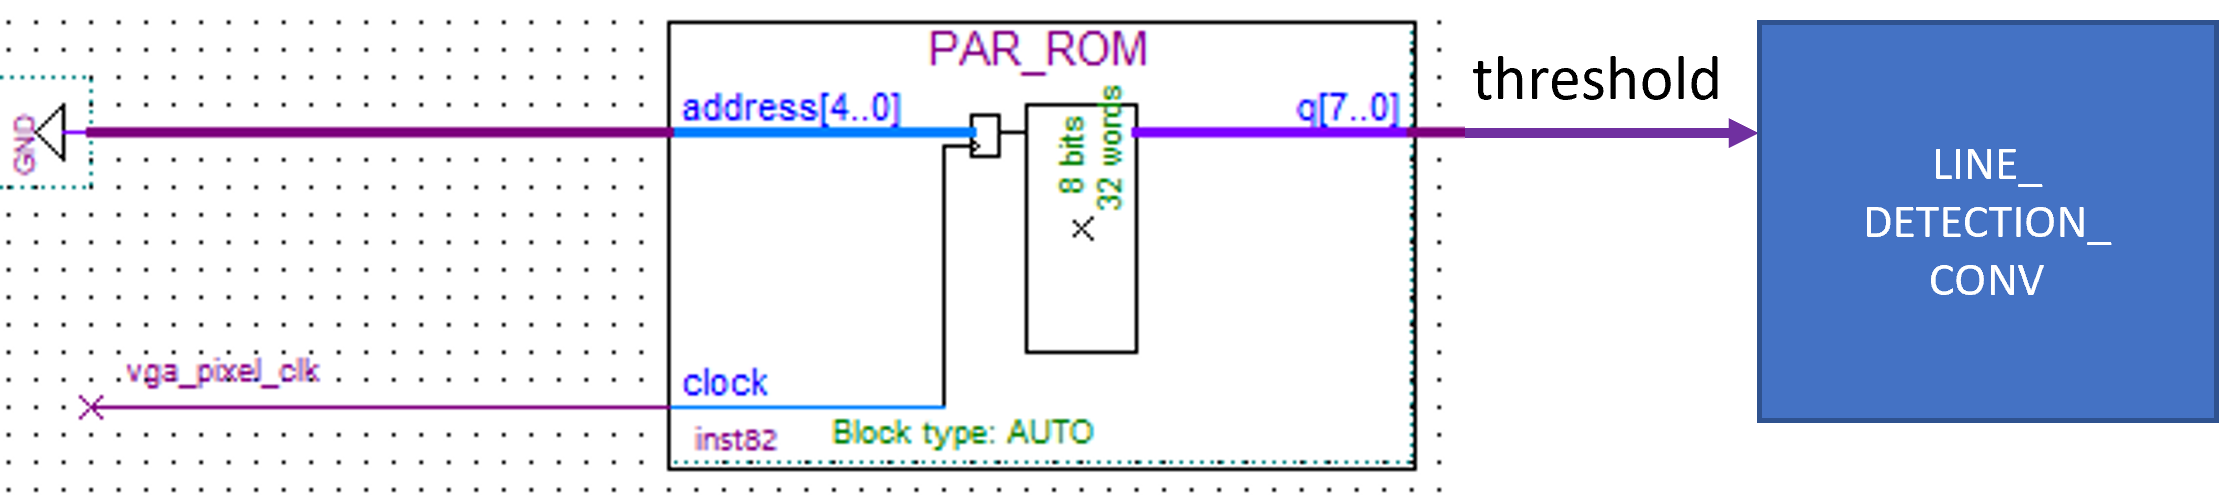 PAR_ROM
GND
address[4..0]
8 bits
32 words
q[7..0]
threshold
LINE_
DETECTION_
CONV
vga_pixel_clk
clock
inst82
Block type: AUTO